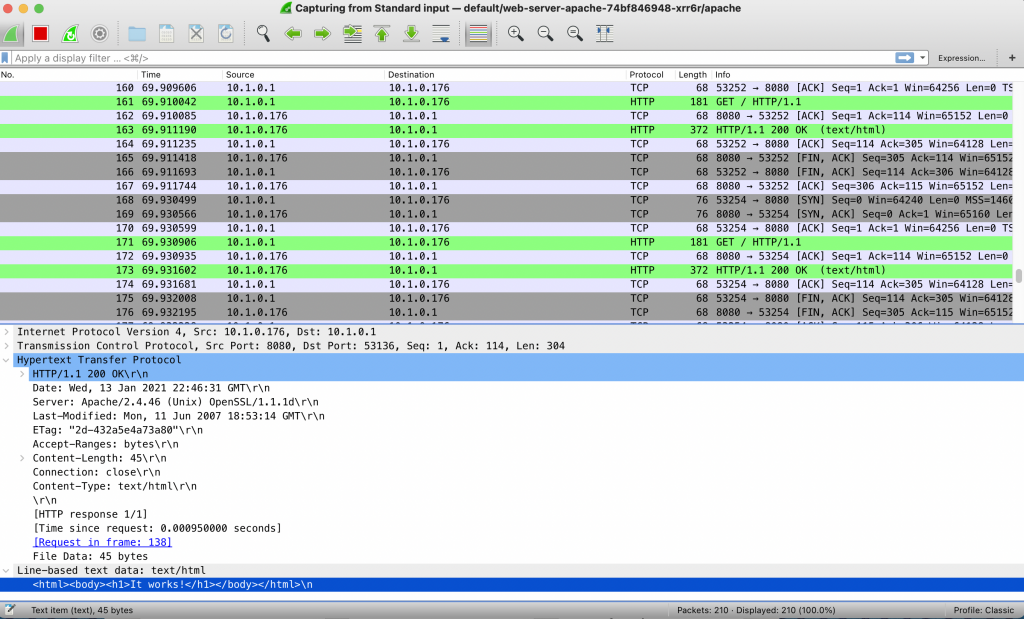 Capturing from Standard input — default/web-server-apache-74bf846948-xrr6r/apache
Apply a display filter … <⌘/>
Expression…
+
No. Time Source Destination Protocol Length Info
160 69.909606 10.1.0.1 10.1.0.176 TCP 68 53252 → 8080 [ACK] Seq=1 Ack=1 Win=64256 Len=0 TS
161 69.910042 10.1.0.1 10.1.0.176 HTTP 181 GET / HTTP/1.1
162 69.910085 10.1.0.176 10.1.0.1 TCP 68 8080 → 53252 [ACK] Seq=1 Ack=114 Win=65152 Len=0
163 69.911190 10.1.0.176 10.1.0.1 HTTP 372 HTTP/1.1 200 OK (text/html)
164 69.911235 10.1.0.1 10.1.0.176 TCP 68 53252 → 8080 [ACK] Seq=114 Ack=305 Win=64128 Len=
165 69.911418 10.1.0.176 10.1.0.1 TCP 68 8080 → 53252 [FIN, ACK] Seq=305 Ack=114 Win=65152
166 69.911693 10.1.0.1 10.1.0.176 TCP 68 53252 → 8080 [FIN, ACK] Seq=114 Ack=306 Win=64128
167 69.911744 10.1.0.176 10.1.0.1 TCP 68 8080 → 53252 [ACK] Seq=306 Ack=115 Win=65152 Len=
168 69.930499 10.1.0.1 10.1.0.176 TCP 76 53254 → 8080 [SYN] Seq=0 Win=64240 Len=0 MSS=1460
169 69.930566 10.1.0.176 10.1.0.1 TCP 76 8080 → 53254 [SYN, ACK] Seq=0 Ack=1 Win=65160 Len
170 69.930599 10.1.0.1 10.1.0.176 TCP 68 53254 → 8080 [ACK] Seq=1 Ack=1 Win=64256 Len=0 TS
171 69.930906 10.1.0.1 10.1.0.176 HTTP 181 GET / HTTP/1.1
172 69.930935 10.1.0.176 10.1.0.1 TCP 68 8080 → 53254 [ACK] Seq=1 Ack=114 Win=65152 Len=0
173 69.931602 10.1.0.176 10.1.0.1 HTTP 372 HTTP/1.1 200 OK (text/html)
174 69.931681 10.1.0.1 10.1.0.176 TCP 68 53254 → 8080 [ACK] Seq=114 Ack=305 Win=64128 Len=
175 69.932008 10.1.0.1 10.1.0.176 TCP 68 53254 → 8080 [FIN, ACK] Seq=114 Ack=305 Win=64128
176 69.932195 10.1.0.176 10.1.0.1 TCP 68 8080 → 53254 [FIN, ACK] Seq=305 Ack=115 Win=65152
Internet Protocol Version 4, Src: 10.1.0.176, Dst: 10.1.0.1
Transmission Control Protocol, Src Port: 8080, Dst Port: 53136, Seq: 1, Ack: 114, Len: 304
Hypertext Transfer Protocol
HTTP/1.1 200 OK\r\n
Date: Wed, 13 Jan 2021 22:46:31 GMT\r\n
Server: Apache/2.4.46 (Unix) OpenSSL/1.1.1d\r\n
Last-Modified: Mon, 11 Jun 2007 18:53:14 GMT\r\n
ETag: "2d-432a5e4a73a80"\r\n
Accept-Ranges: bytes\r\n
Content-Length: 45\r\n
Connection: close\r\n
Content-Type: text/html\r\n
\r\n
[HTTP response 1/1]
[Time since request: 0.000950000 seconds]
[Request in frame: 138]
File Data: 45 bytes
Line-based text data: text/html
<html><body><h1>It works!</h1></body></html>\n
Text item (text), 45 bytes
Packets: 210 · Displayed: 210 (100.0%)
Profile: Classic